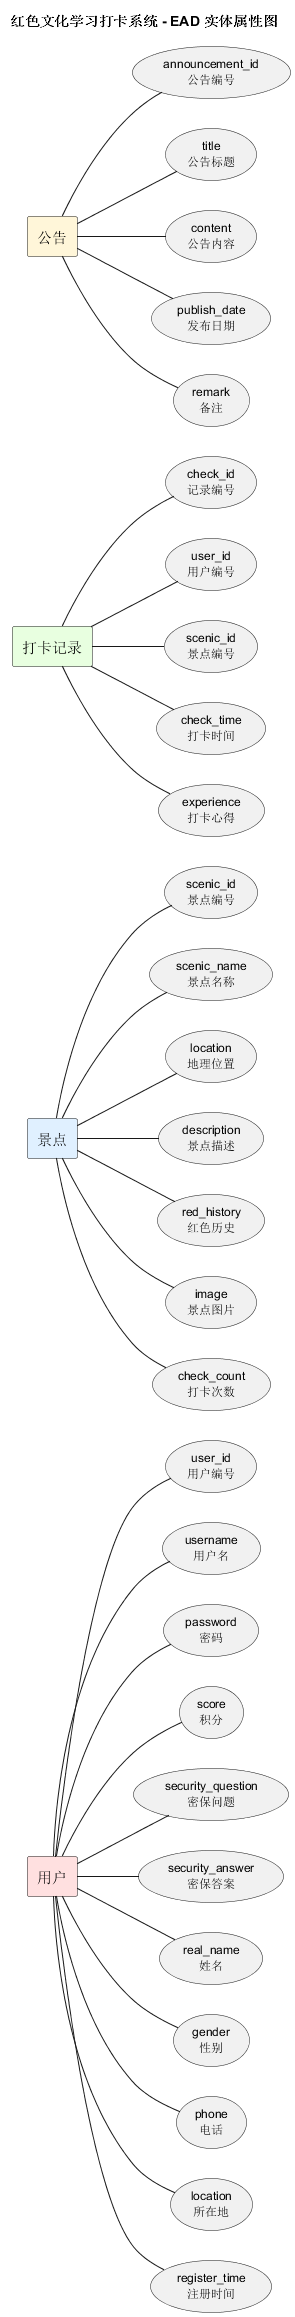 红色文化学习打卡系统 - EAD 实体属性图
公告
announcement_id
公告编号
title
公告标题
content
公告内容
publish_date
发布日期
remark
备注
打卡记录
check_id
记录编号
user_id
用户编号
scenic_id
景点编号
check_time
打卡时间
experience
打卡心得
景点
scenic_id
景点编号
scenic_name
景点名称
location
地理位置
description
景点描述
red_history
红色历史
image
景点图片
check_count
打卡次数
用户
user_id
用户编号
username
用户名
password
密码
score
积分
security_question
密保问题
security_answer
密保答案
real_name
姓名
gender
性别
phone
电话
location
所在地
register_time
注册时间